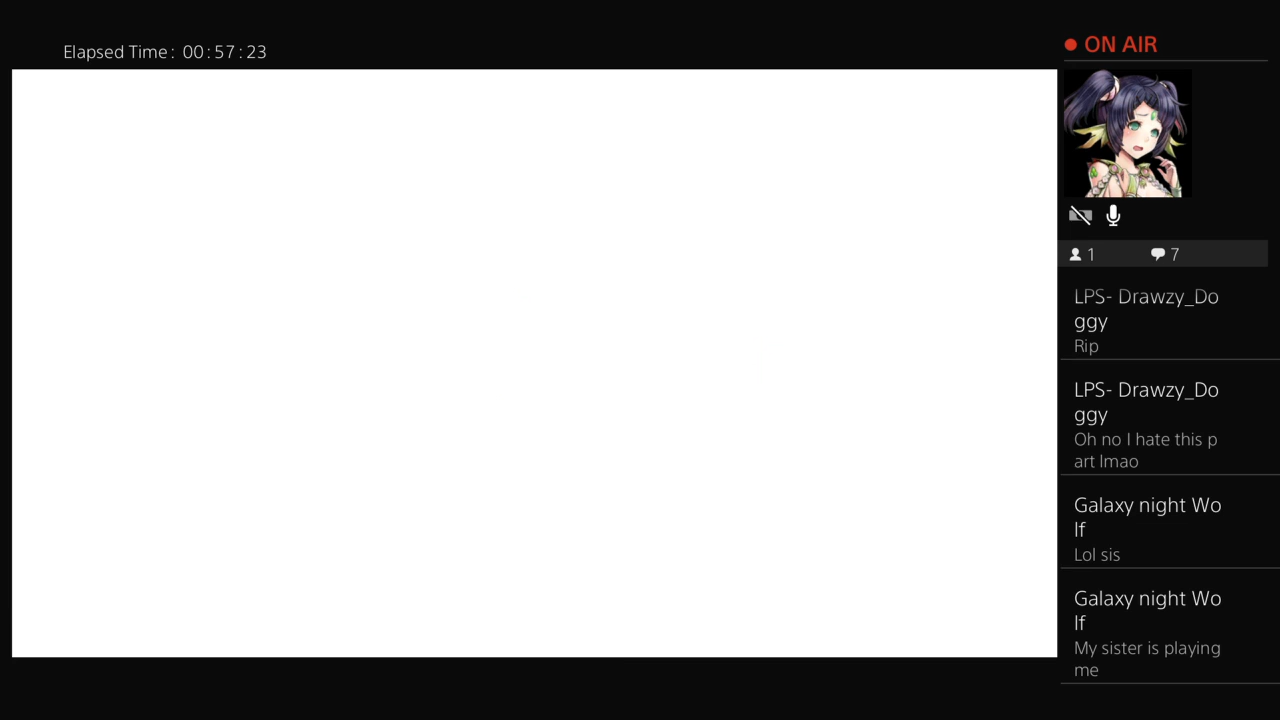 Elapsed Time: 00:57:23
ON AIR
1 7
LPS- Drawzy_Do
ggy
Rip
LPS- Drawzy_Do
ggy
Oh no I hate this p
art lmao
Galaxy night Wo
lf
Lol sis
Galaxy night Wo
lf
My sister is playing
me